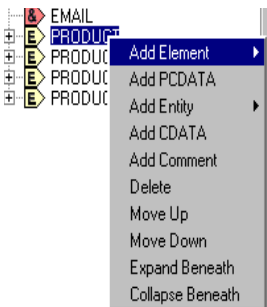 & EMAIL
E PRODUCT
E PRODUC
E PRODUC
E PRODUC
Add Element
Add PCDATA
Add Entity
Add CDATA
Add Comment
Delete
Move Up
Move Down
Expand Beneath
Collapse Beneath